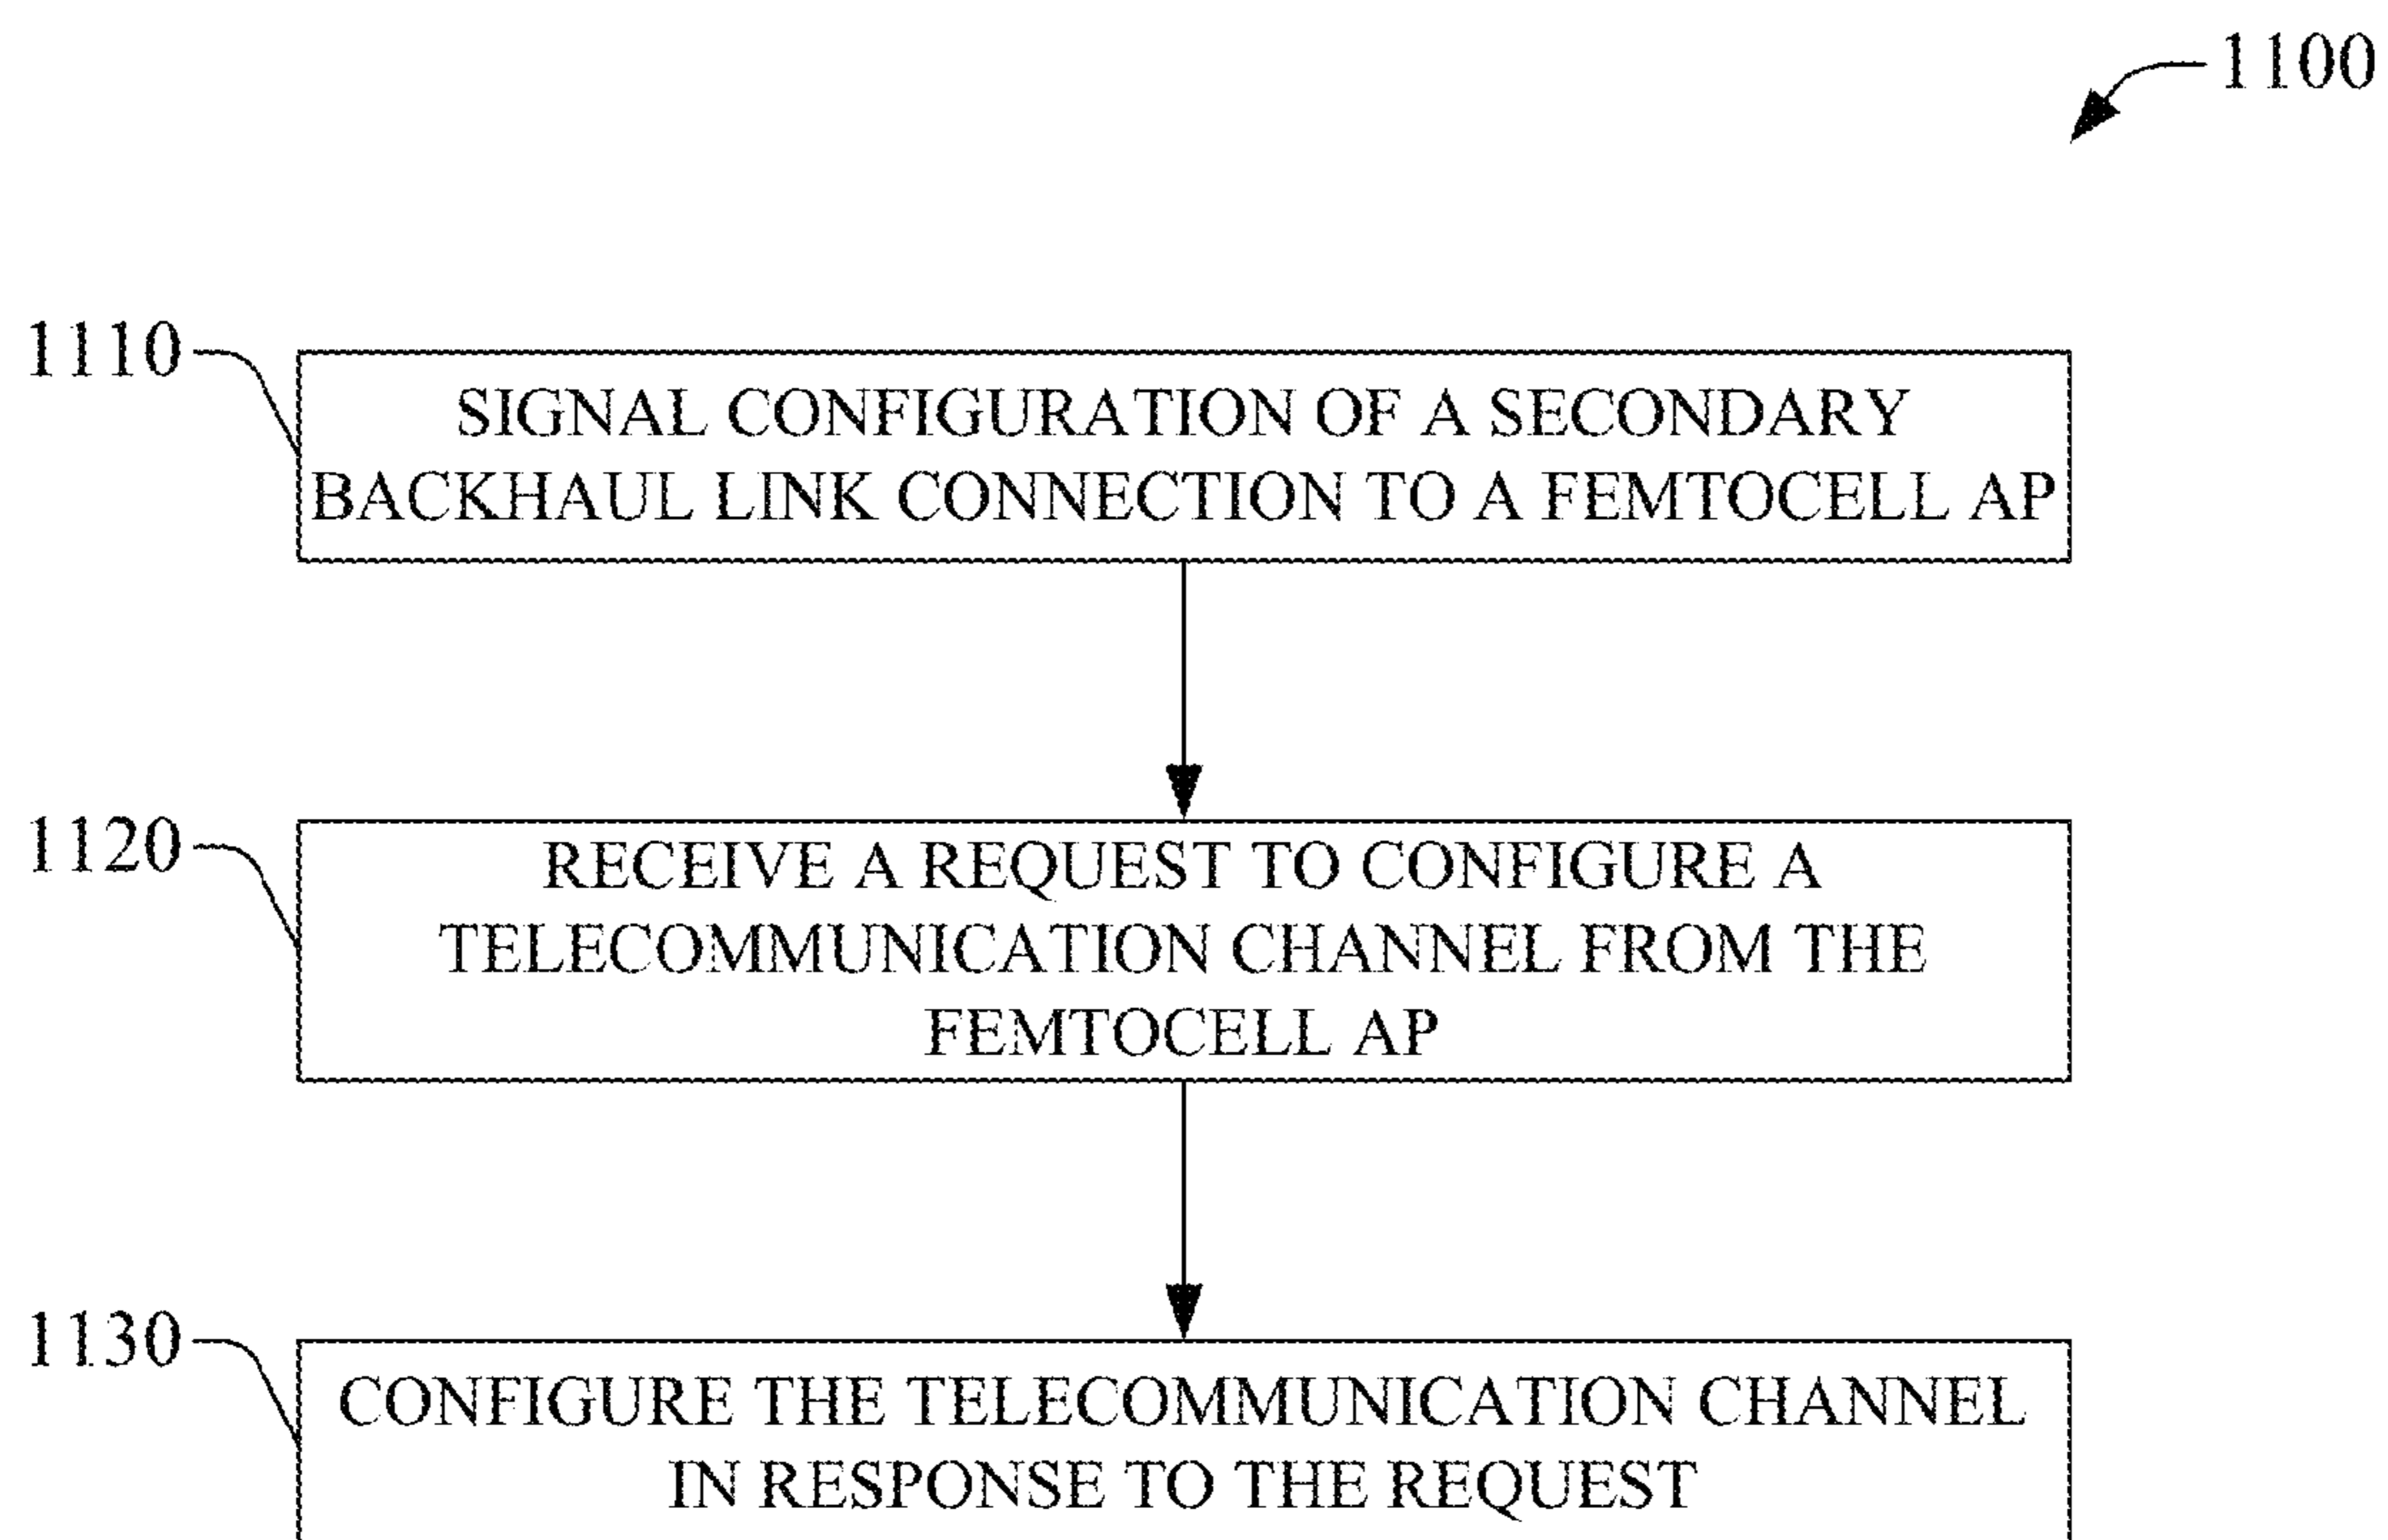 1100
1110
SIGNAL CONFIGURATION OF A SECONDARY
BACKHAUL LINK CONNECTION TO A FEMTOCELL AP
1120
RECEIVE A REQUEST TO CONFIGURE A
TELECOMMUNICATION CHANNEL FROM THE
FEMTOCELL AP
1130
CONFIGURE THE TELECOMMUNICATION CHANNEL
IN RESPONSE TO THE REQUEST